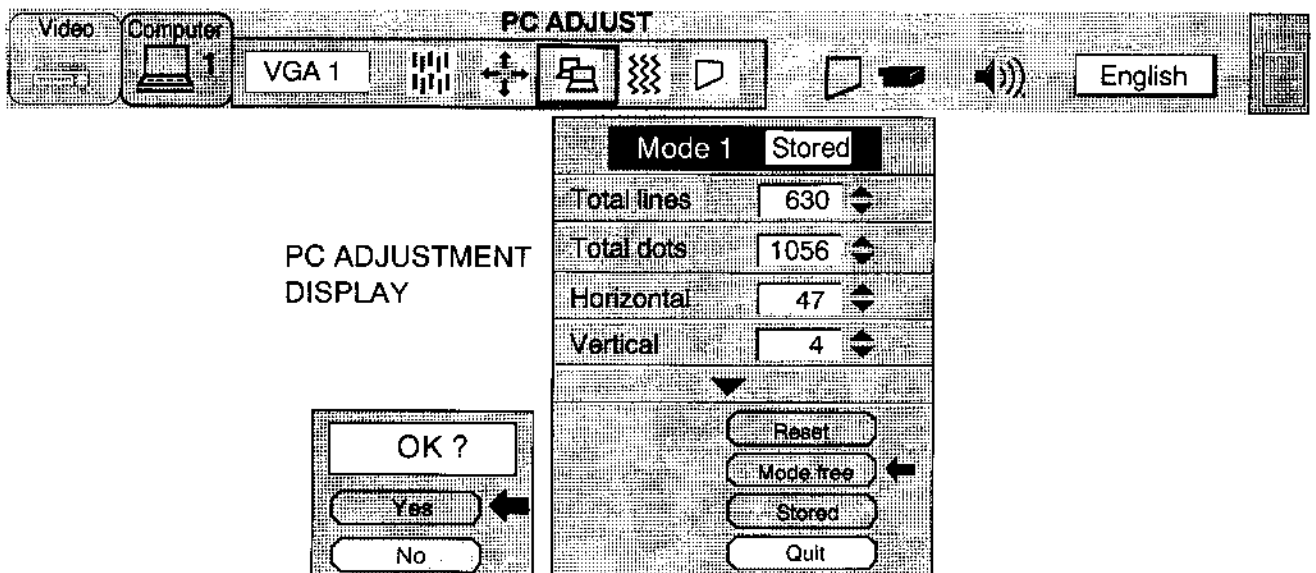 PC ADJUST
Video
Computer
1
VGA 1
English
Mode 1 Stored
Total lines 630
Total dots 1056
Horizontal 47
Vertical 4
PC ADJUSTMENT
DISPLAY
Reset
Mode free
Stored
Quit
OK ?
Yes
No